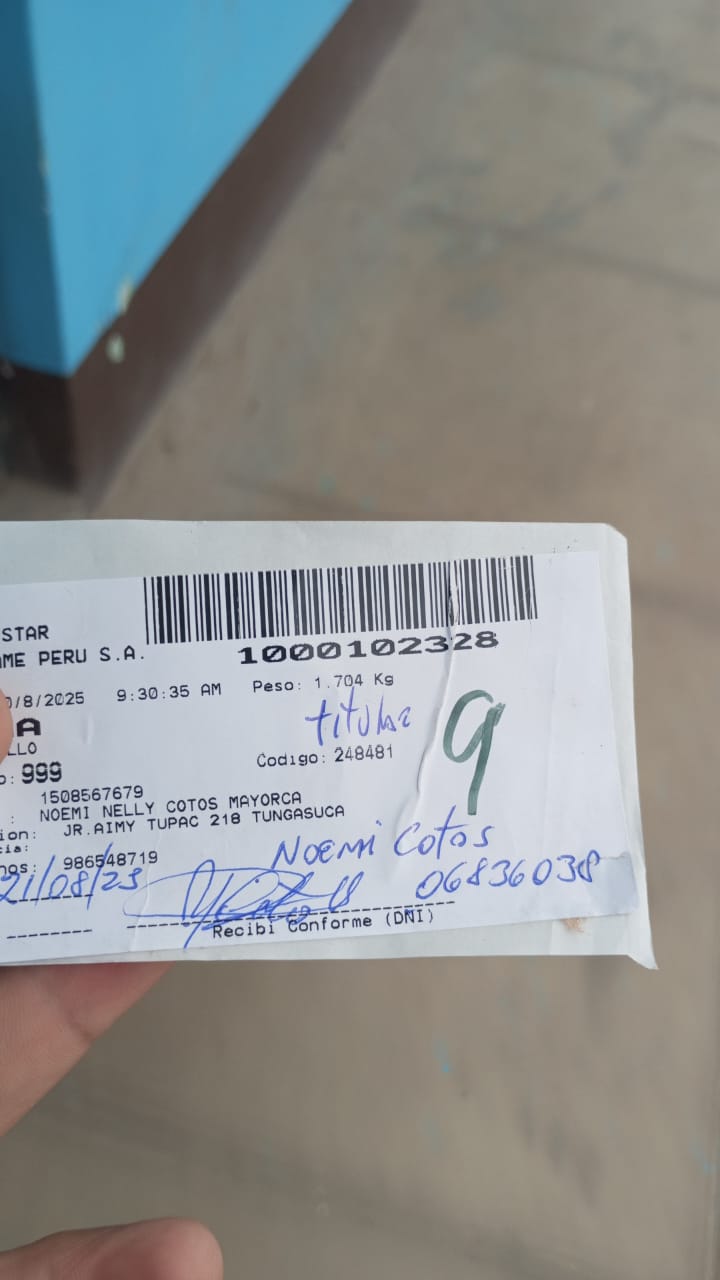 STAR
ME PERU S.A.
1000102328
0/8/2025 9:30:35 AM Peso: 1.704 Kg
A
titular
9
LLO
o: 999
Codigo: 248481
1508567679
: NOEMI NELLY COTOS MAYORCA
ion: JR.AIMY TUPAC 218 TUNGASUCA
cia:
nos: 986548719
Noemi Cotos
21/08/25
06836038
Recibi Conforme (DNI)